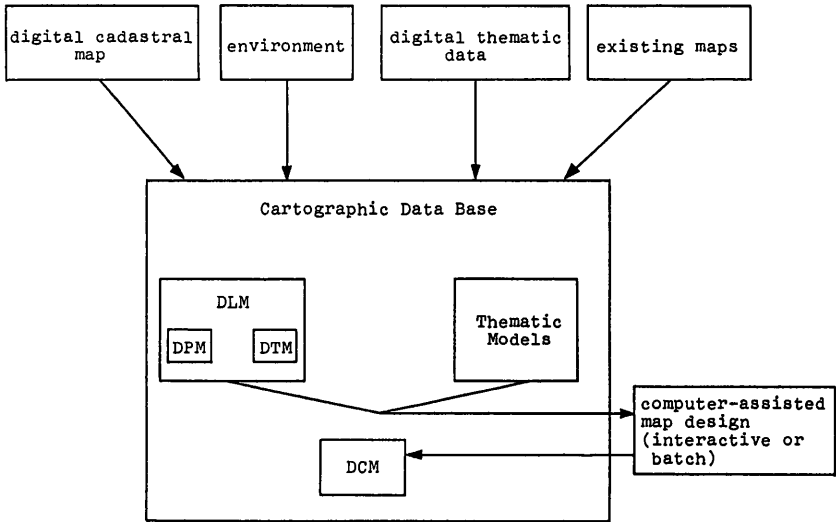 digital cadastral
map
environment
digital thematic
data
existing maps
Cartographic Data Base
DLM
DPM
DTM
Thematic
Models
computer-assisted
map design
(interactive or
batch)
DCM